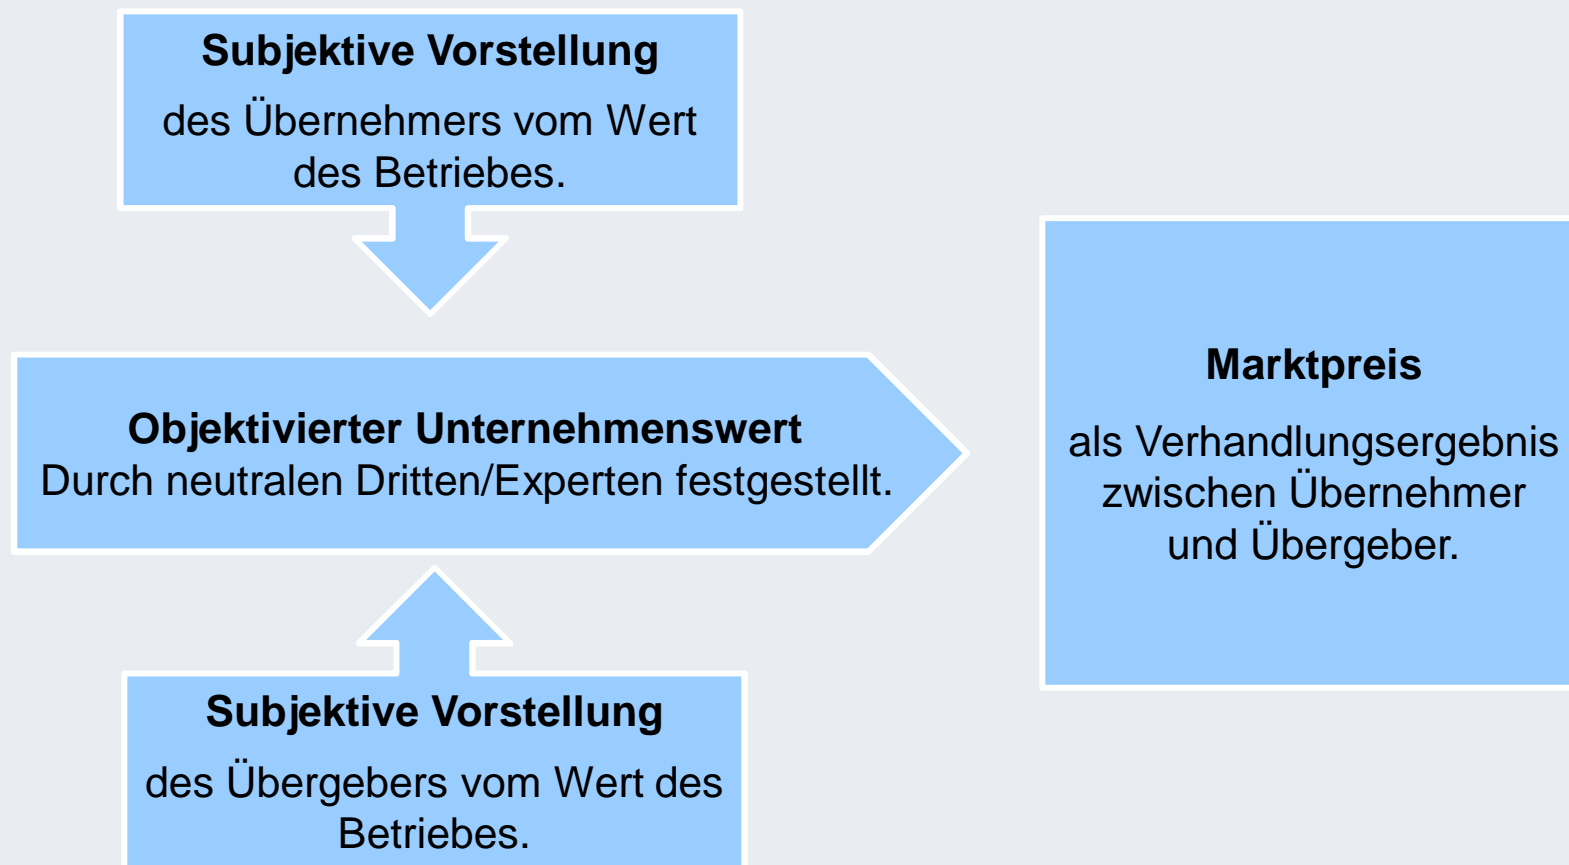 Subjektive Vorstellung
des Übernehmers vom Wert
des Betriebes.
Objektivierter Unternehmenswert
Durch neutralen Dritten/Experten festgestellt.
Subjektive Vorstellung
des Übergebers vom Wert des
Betriebes.
Marktpreis
als Verhandlungsergebnis
zwischen Übernehmer
und Übergeber.